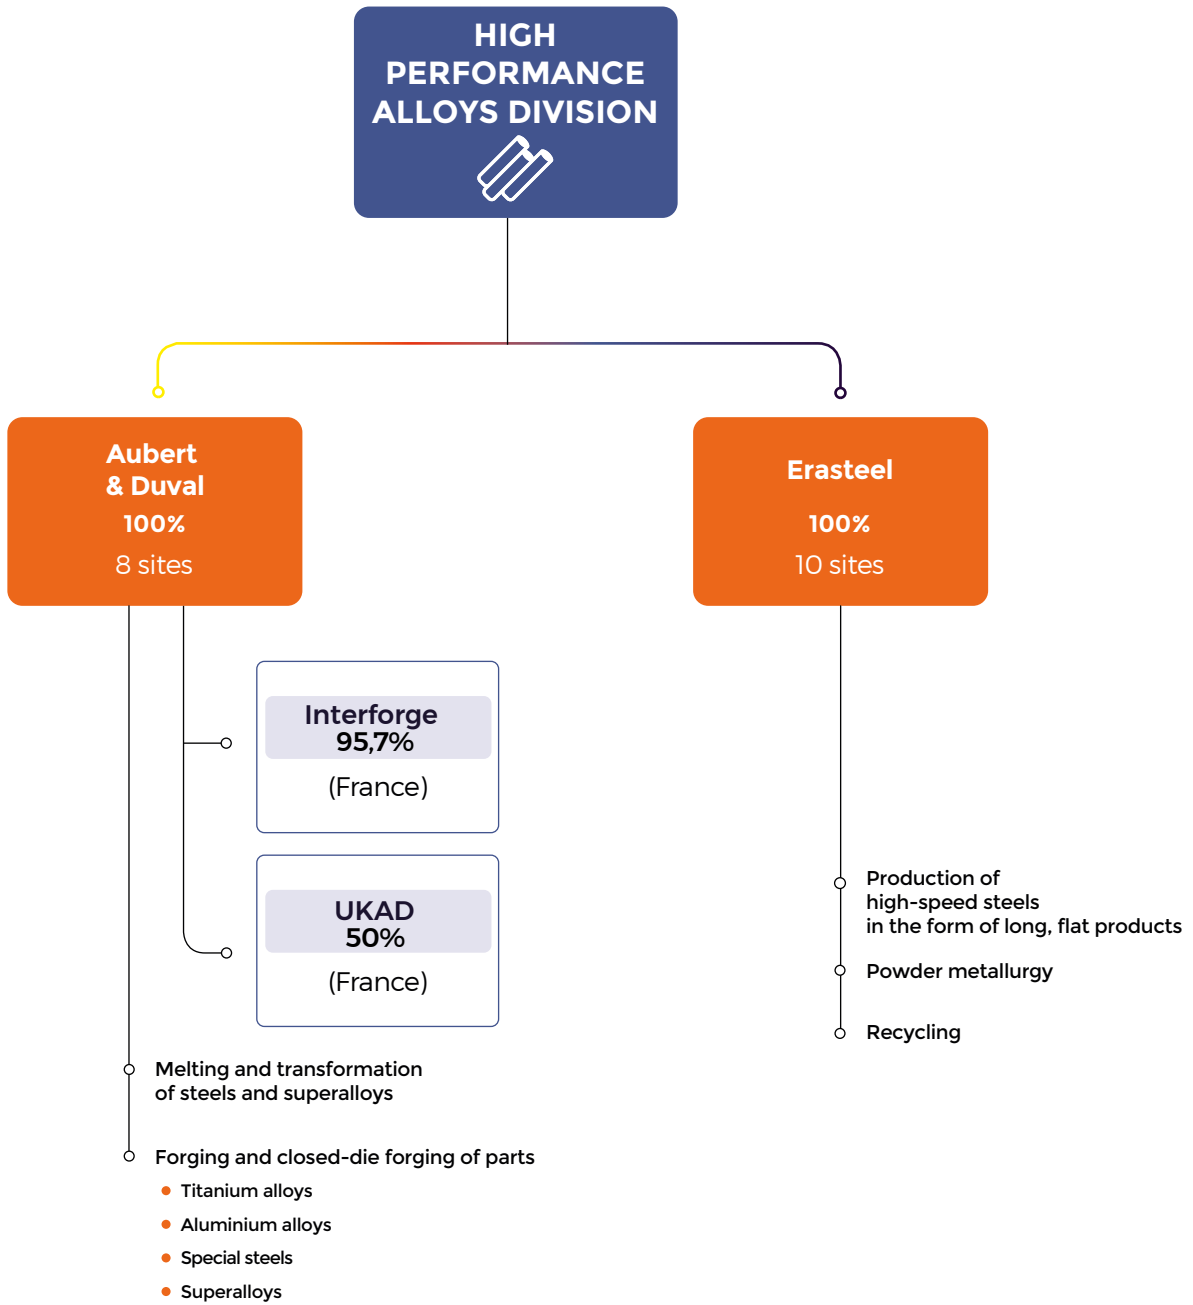 HIGH
PERFORMANCE
ALLOYS DIVISION
Aubert
& Duval
100%
8 sites
Erasteel
100%
10 sites
Interforge
95,7%
(France)
UKAD
50%
(France)
Production of
high-speed steels
in the form of long, flat products
Powder metallurgy
Recycling
Melting and transformation
of steels and superalloys
Forging and closed-die forging of parts
Titanium alloys
Aluminium alloys
Special steels
Superalloys